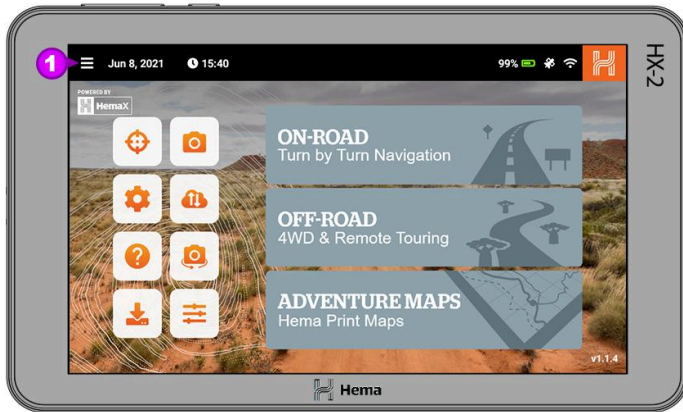 1
Jun 8, 2021 15:40 99%
H
HX-2
POWERED BY
HemaX
ON-ROAD
Turn by Turn Navigation
OFF-ROAD
4WD & Remote Touring
?
ADVENTURE MAPS
Hema Print Maps
v1.1.4
Hema